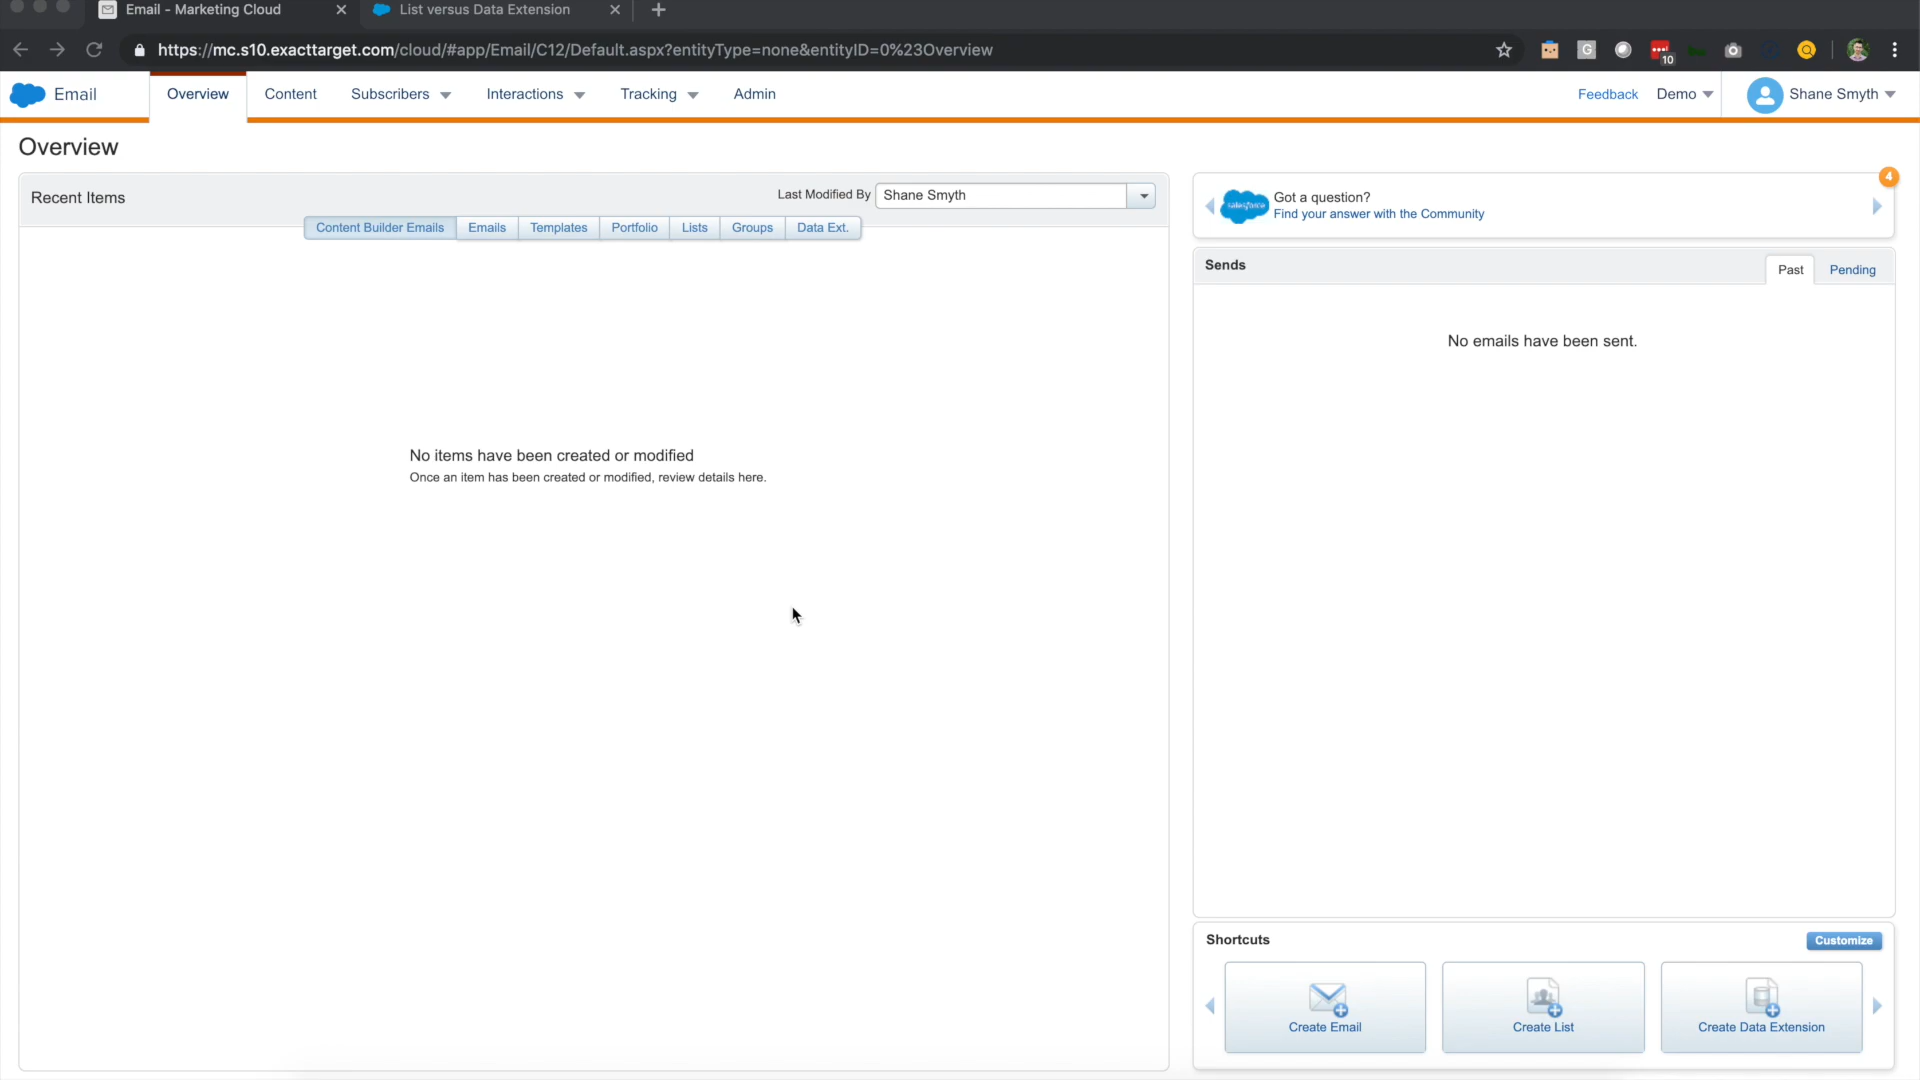 Email - Marketing Cloud
List versus Data Extension
https://mc.s10.exacttarget.com/cloud/#app/Email/C12/Default.aspx?entityType=none&entityID=0%23Overview
G
10
Email
Overview
Content
Subscribers
Interactions
Tracking
Admin
Feedback
Demo
Shane Smyth
Overview
Recent Items
Last Modified By
Shane Smyth
Content Builder Emails
Emails
Templates
Portfolio
Lists
Groups
Data Ext.
No items have been created or modified
Once an item has been created or modified, review details here.
4
salesforce
Got a question?
Find your answer with the Community
Sends
Past
Pending
No emails have been sent.
Shortcuts
Customize
Create Email
Create List
Create Data Extension